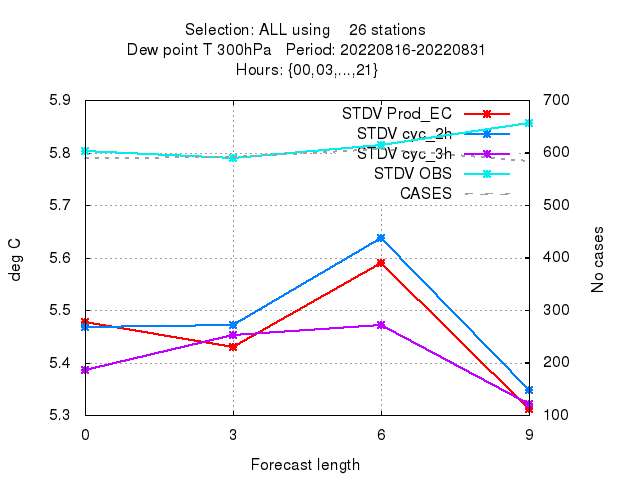 Selection: ALL using    26 stations
Dew point T 300hPa   Period: 20220816-20220831
Hours: {00,03,...,21}
5.9
5.8
5.7
5.6
5.5
5.4
5.3
700
600
500
400
300
200
100
deg C
No cases
STDV Prod_EC
STDV cyc_2h
STDV cyc_3h
STDV OBS
CASES
0 3 6 9
Forecast length